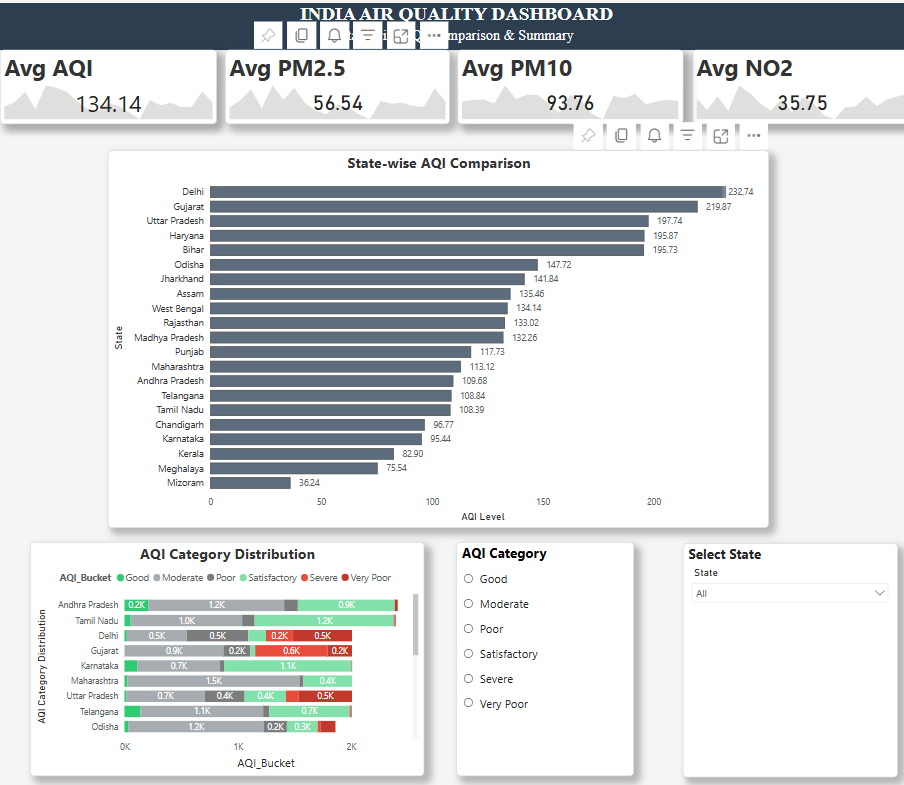 INDIA AIR QUALITY DASHBOARD
mparison & Summary
Avg AQI
134.14
Avg PM2.5
56.54
Avg PM10
93.76
Avg NO2
35.75
State-wise AQI Comparison
State
Delhi 232.74
Gujarat 219.87
Uttar Pradesh 197.74
Haryana 195.87
Bihar 195.73
Odisha 147.72
Jharkhand 141.84
Assam 135.46
West Bengal 134.14
Rajasthan 133.02
Madhya Pradesh 132.26
Punjab 117.73
Maharashtra 113.12
Andhra Pradesh 109.68
Telangana 108.84
Tamil Nadu 108.39
Chandigarh 96.77
Karnataka 95.44
Kerala 82.90
Meghalaya 75.54
Mizoram 36.24
0 50 100 150 200
AQI Level
AQI Category Distribution
AQI_Bucket Good Moderate Poor Satisfactory Severe Very Poor
AQI Category Distribution
Andhra Pradesh 0.2K 1.2K 0.9K
Tamil Nadu 1.0K 1.2K
Delhi 0.5K 0.5K 0.2K 0.5K
Gujarat 0.9K 0.2K 0.6K 0.2K
Karnataka 0.7K 1.1K
Maharashtra 1.5K 0.4K
Uttar Pradesh 0.7K 0.4K 0.4K 0.5K
Telangana 1.1K 0.7K
Odisha 1.2K 0.2K 0.3K
0K 1K 2K
AQI_Bucket
AQI Category
Good
Moderate
Poor
Satisfactory
Severe
Very Poor
Select State
State
All